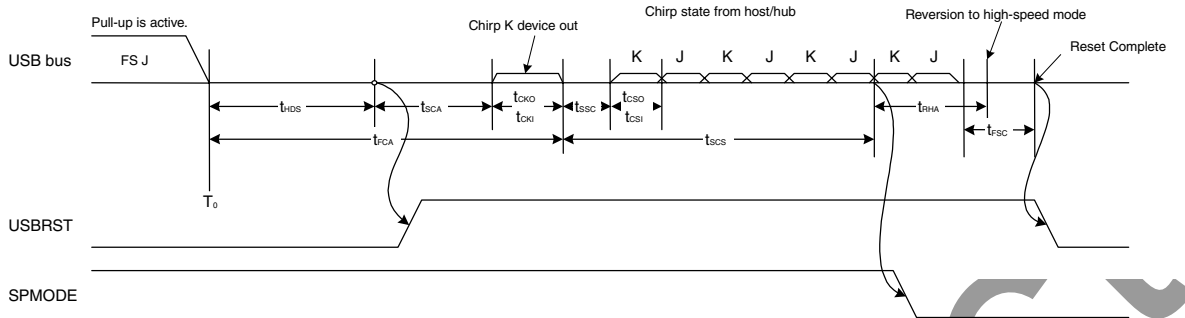 Pull-up is active.
Chirp K device out
Chirp state from host/hub
Reversion to high-speed mode
Reset Complete
USB bus
FS J
K J K J K J K J
tHDS
tSCA
tCKO
tCKI
tSSC
tCSO
tCSI
tRHA
tFCA
tSCS
tFSC
T0
USBRST
SPMODE